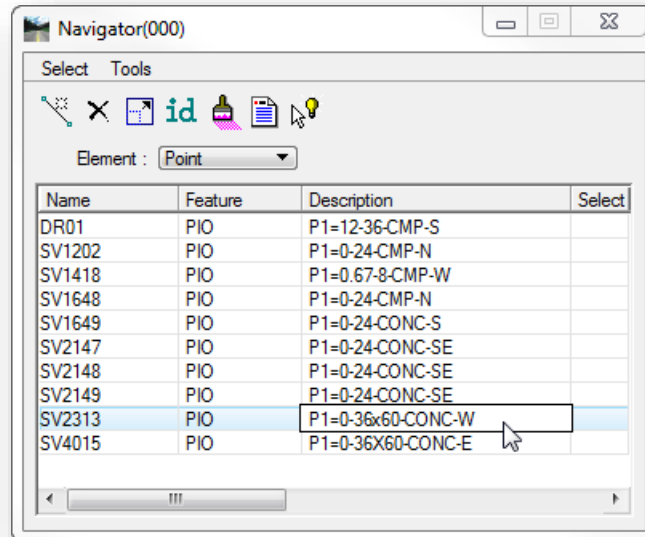 Navigator(000)
Select Tools
id
Element : Point
Name Feature Description Select
DR01 PIO P1=12-36-CMP-S
SV1202 PIO P1=0-24-CMP-N
SV1418 PIO P1=0.67-8-CMP-W
SV1648 PIO P1=0-24-CMP-N
SV1649 PIO P1=0-24-CONC-S
SV2147 PIO P1=0-24-CONC-SE
SV2148 PIO P1=0-24-CONC-SE
SV2149 PIO P1=0-24-CONC-SE
SV2313 PIO P1=0-36x60-CONC-W
SV4015 PIO P1=0-36X60-CONC-E